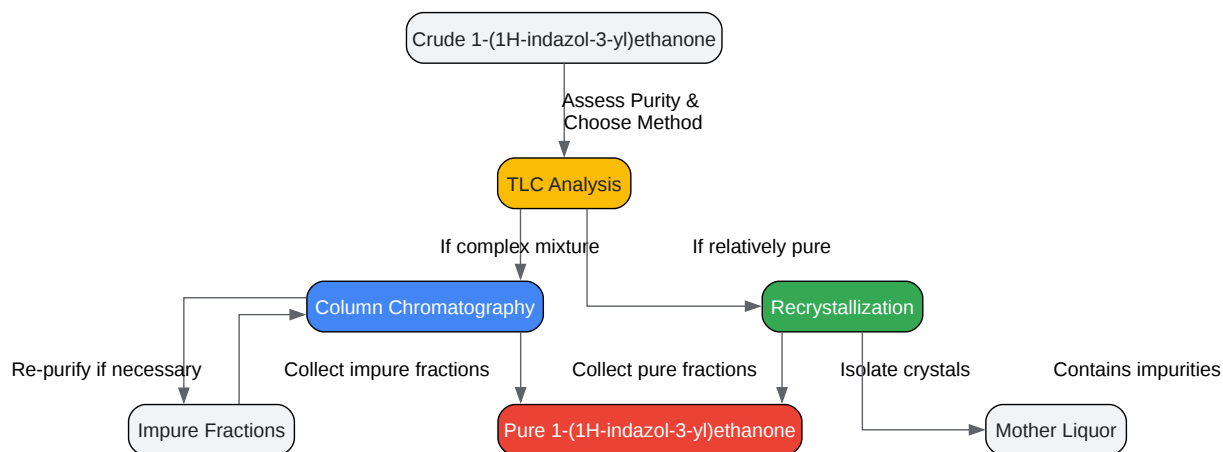 Crude 1-(1H-indazol-3-yl)ethanone
Assess Purity &
Choose Method
TLC Analysis
If complex mixture
If relatively pure
Column Chromatography
Recrystallization
Re-purify if necessary
Collect impure fractions
Collect pure fractions
Isolate crystals
Contains impurities
Impure Fractions
Pure 1-(1H-indazol-3-yl)ethanone
Mother Liquor